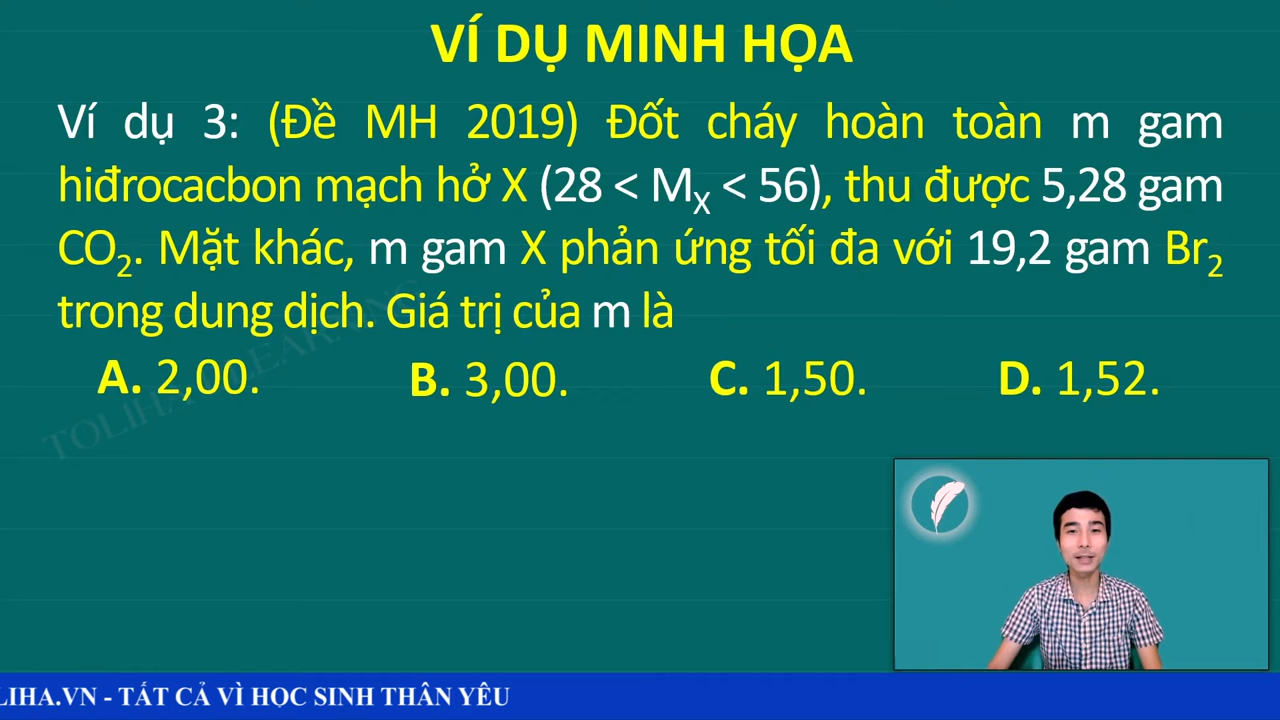 VÍ DỤ MINH HỌA
Ví dụ 3: (Đề MH 2019) Đốt cháy hoàn toàn m gam
hiđrocacbon mạch hở X (28 < Mₓ < 56), thu được 5,28 gam
CO₂. Mặt khác, m gam X phản ứng tối đa với 19,2 gam Br₂
trong dung dịch. Giá trị của m là
A. 2,00. B. 3,00. C. 1,50. D. 1,52.
TOLIHA LEARNING
LIHA.VN - TẤT CẢ VÌ HỌC SINH THÂN YÊU